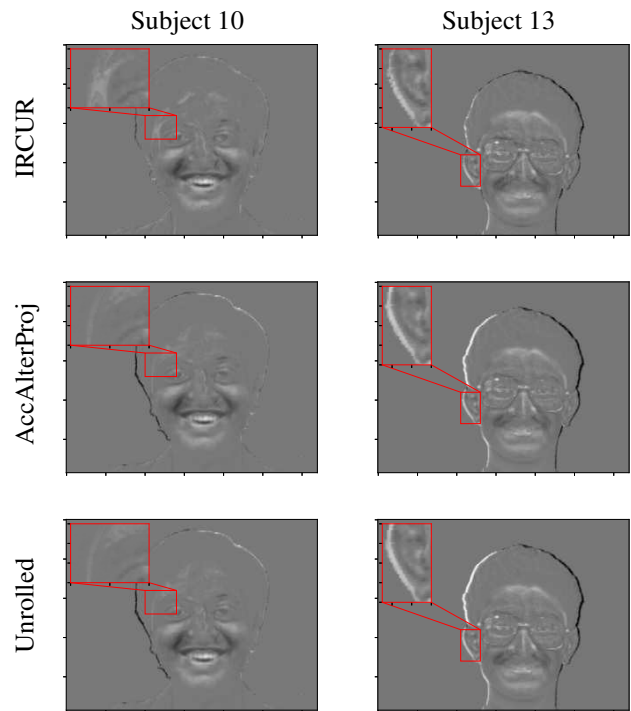 Subject 10
Subject 13
IRCUR
AccAlterProj
Unrolled